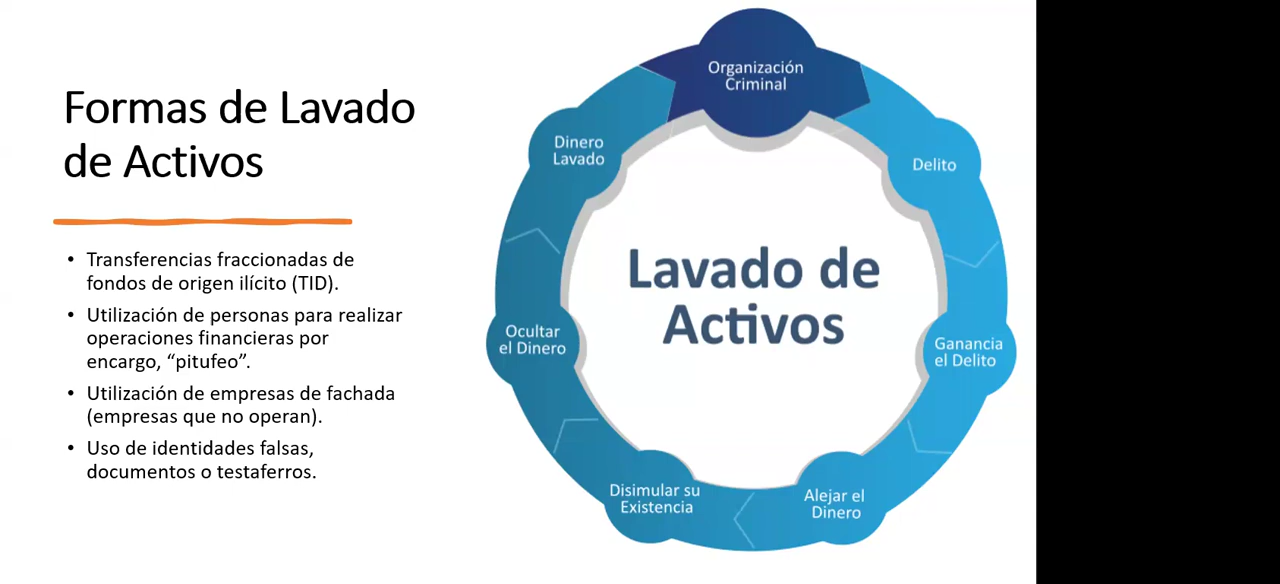 Formas de Lavado
de Activos
• Transferencias fraccionadas de
fondos de origen ilícito (TID).
• Utilización de personas para realizar
operaciones financieras por
encargo, “pitufeo”.
• Utilización de empresas de fachada
(empresas que no operan).
• Uso de identidades falsas,
documentos o testaferros.
Lavado de
Activos
Organización
Criminal
Delito
Ganancia
el Delito
Alejar el
Dinero
Disimular su
Existencia
Ocultar
el Dinero
Dinero
Lavado